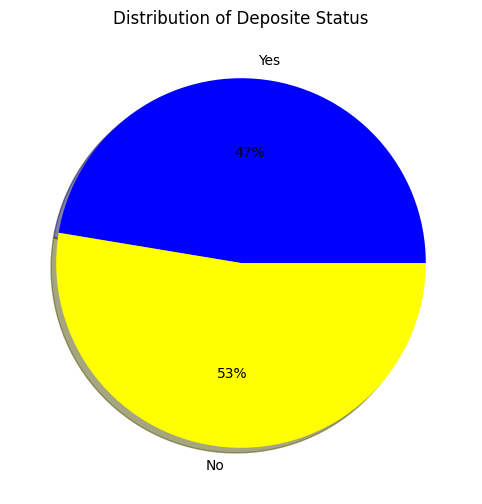 Distribution of Deposite Status
Yes
47%
53%
No